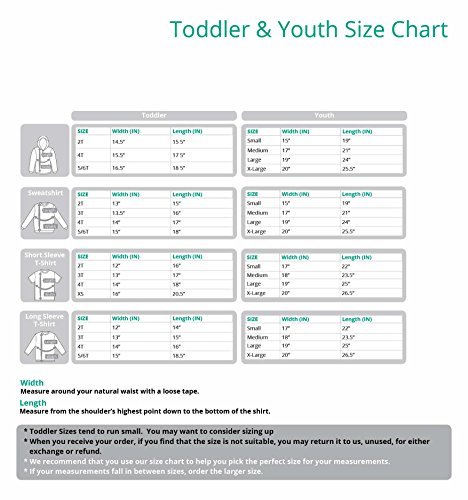 Toddler & Youth Size Chart
Toddler Youth
SIZE Width (IN) Length (IN) SIZE Width (IN) Length (IN)
2T 14.5" 15 5" Small 15" 19"
4T 15.5" 17 5" Medium 17" 21"
5/6T 16.5" 18 5" Large 19" 24"
X-Large 20" 25.5"
Sweatshirt
SIZE Width (IN) Length (IN) SIZE Width (IN) Length (IN)
2T 13" 15" Small 15" 19"
3T 13.5" 16" Medium 17" 21"
4T 14" 17" Large 19" 24"
5/6T 15" 18" X-Large 20" 25.5"
Short Sleeve
T-Shirt
SIZE Width (IN) Length (IN) SIZE Width (IN) Length (IN)
2T 12" 16" Small 17" 22"
3T 13" 17" Medium 18" 23.5"
4T 14" 18" Large 19" 25"
XS 16" 20.5" X-Large 20" 26.5"
Long Sleeve
T-Shirt
SIZE Width (IN) Length (IN) SIZE Width (IN) Length (IN)
2T 12" 14" Small 17" 22"
3T 13" 15" Medium 18" 23.5"
4T 14" 16" Large 19" 25"
5/6T 15" 18.5" X-Large 20" 26.5"
Width
Measure around your natural waist with a loose tape.
Length
Measure from the shoulder's highest point down to the bottom of the shirt.
* Toddler Sizes tend to run small. You may want to consider sizing up
* When you receive your order, if you find that the size is not suitable, you may return it to us, unused, for either
exchange or refund.
* We recommend that you use our size chart to help you pick the perfect size for your measurements.
* If your measurements fall in between sizes, order the larger size.